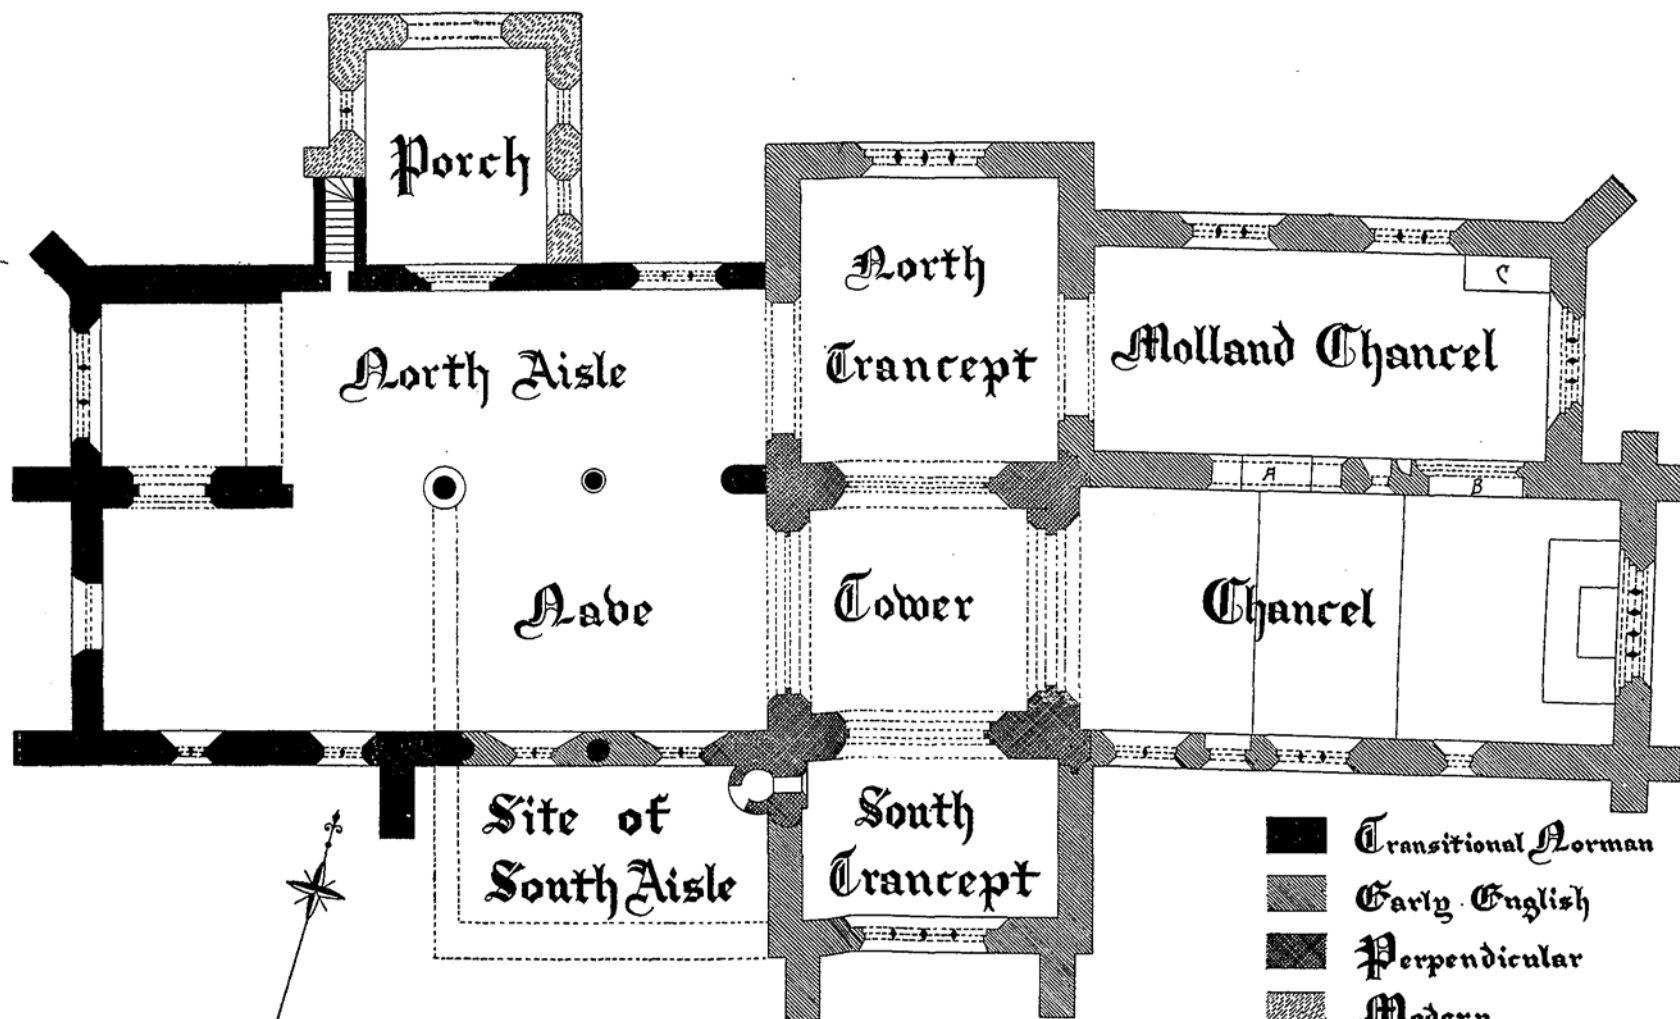 Porch
North
Trancept
Molland Chancel
C
North Aisle
A
B
Nave
Tower
Chancel
Site of
South Aisle
South
Trancept
Transitional Norman
Early English
Perpendicular
Modern